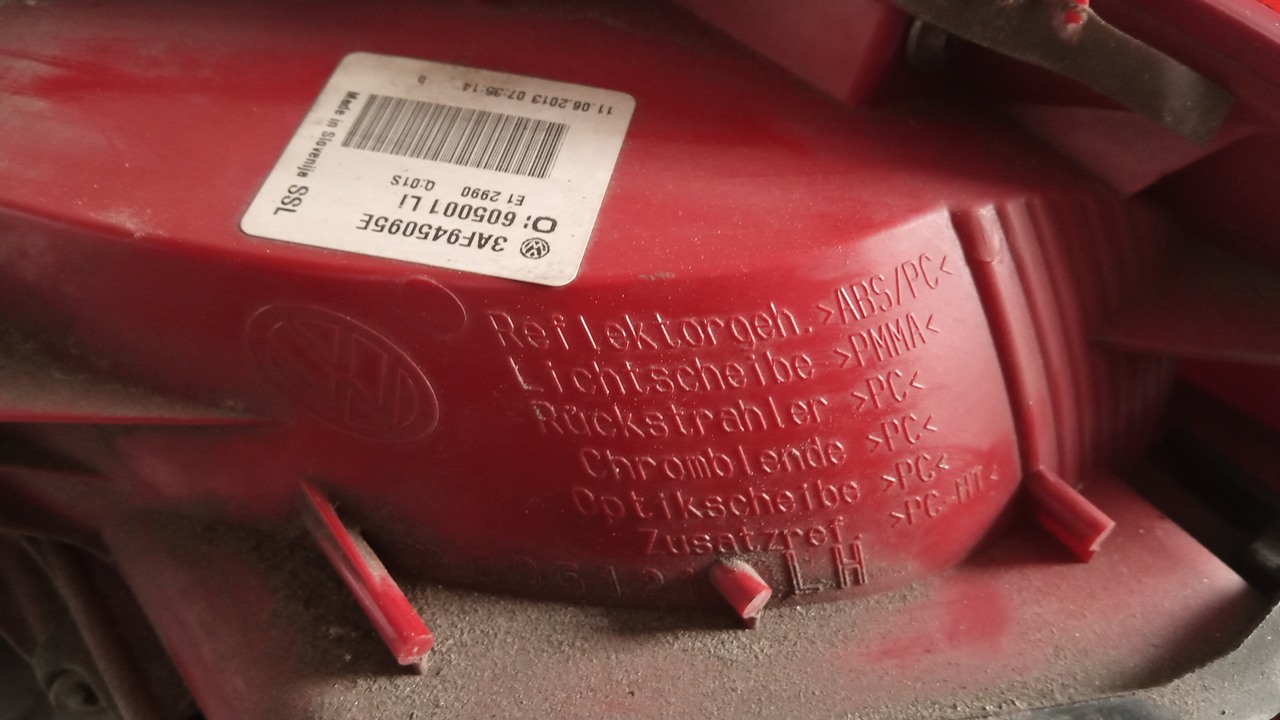 3AF945095E
O: 605001 Li
E1 2990 Q:01S
11.06.2013 07:35:14 b
Made in Slovenija SSL
Reflektorgeh. >ABS/PC<
Lichtscheibe >PMMA<
Rückstrahler >PC<
Chromblende >PC<
Optikscheibe >PC<
Zusatzref. >PC-HT<
LH